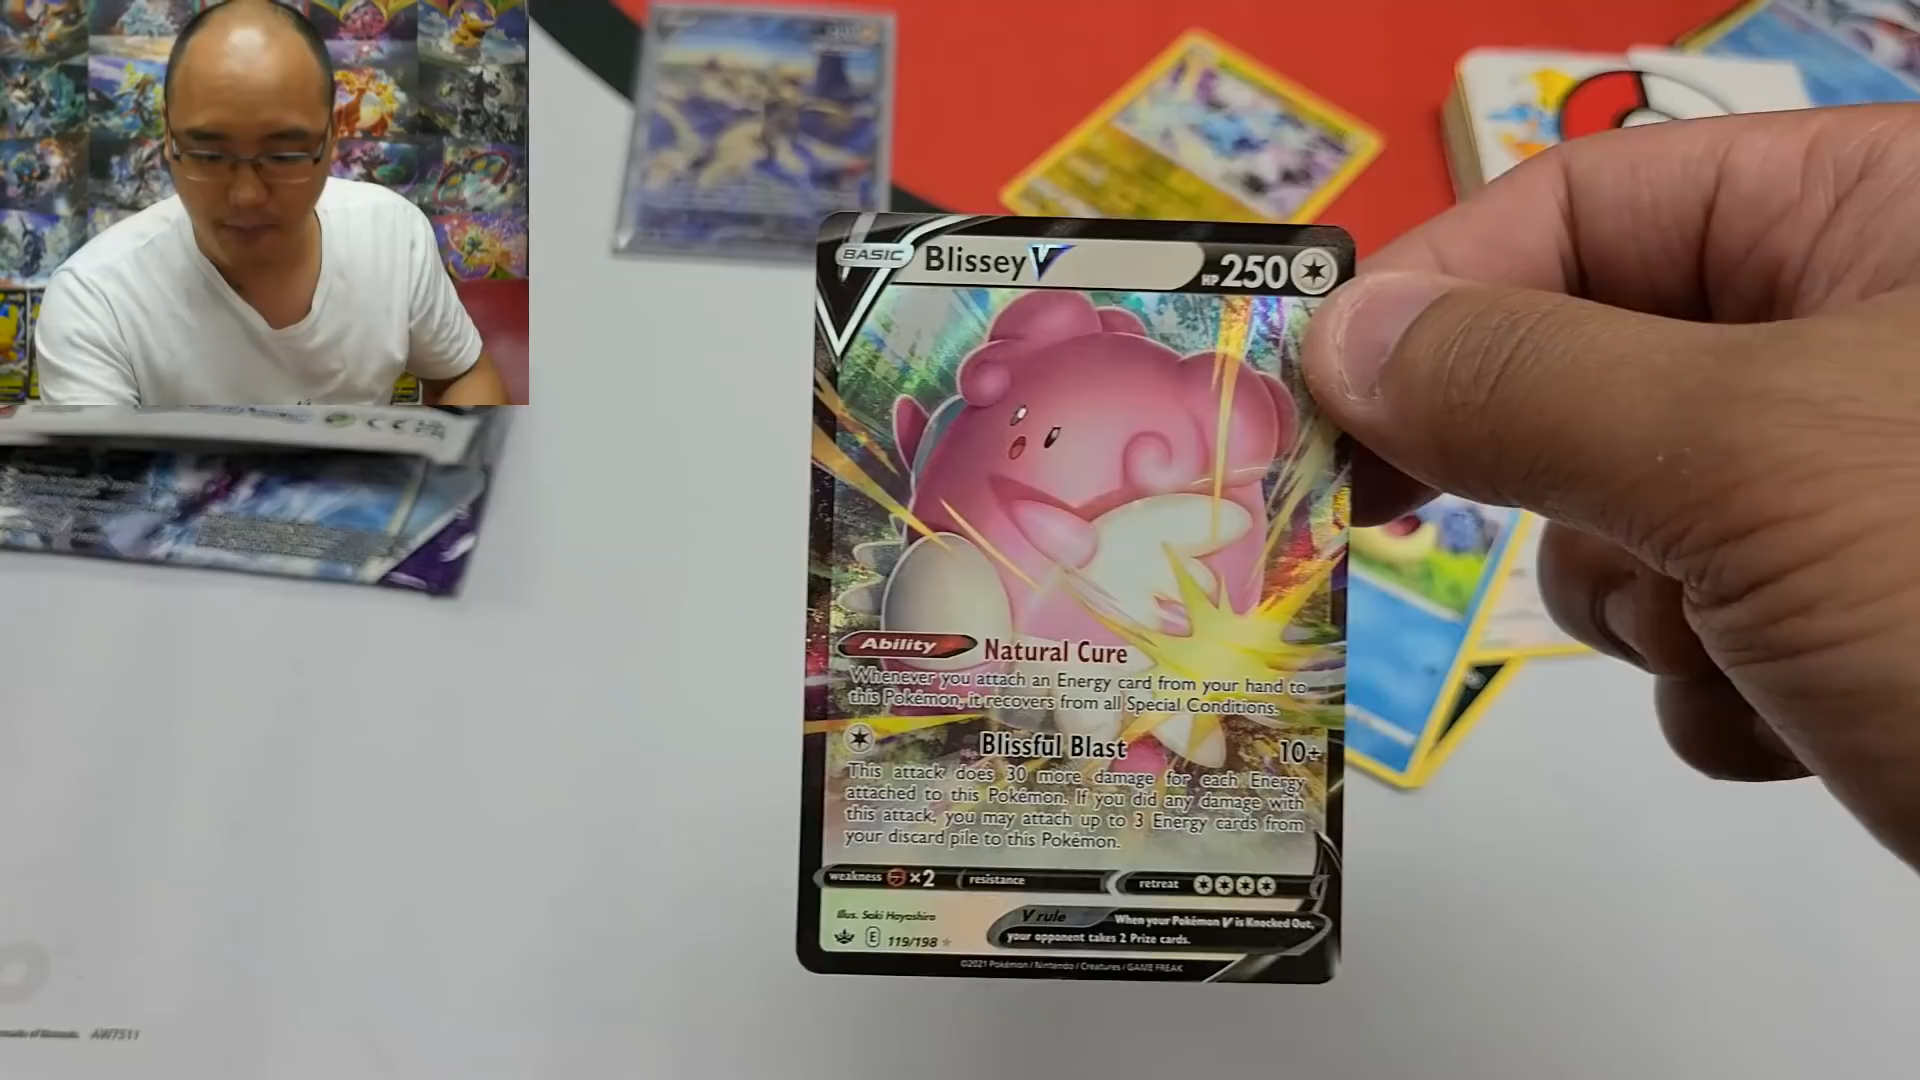 BASIC Blissey V HP 250
Ability Natural Cure
Whenever you attach an Energy card from your hand to
this Pokémon, it recovers from all Special Conditions.
Blissful Blast 10+
This attack does 30 more damage for each Energy
attached to this Pokémon. If you did any damage with
this attack, you may attach up to 3 Energy cards from
your discard pile to this Pokémon.
weakness ×2 resistance retreat
Illus. Saki Hayashiro
V rule When your Pokémon V is Knocked Out,
your opponent takes 2 Prize cards.
E 119/198
©2021 Pokémon / Nintendo / Creatures / GAME FREAK
AW7511